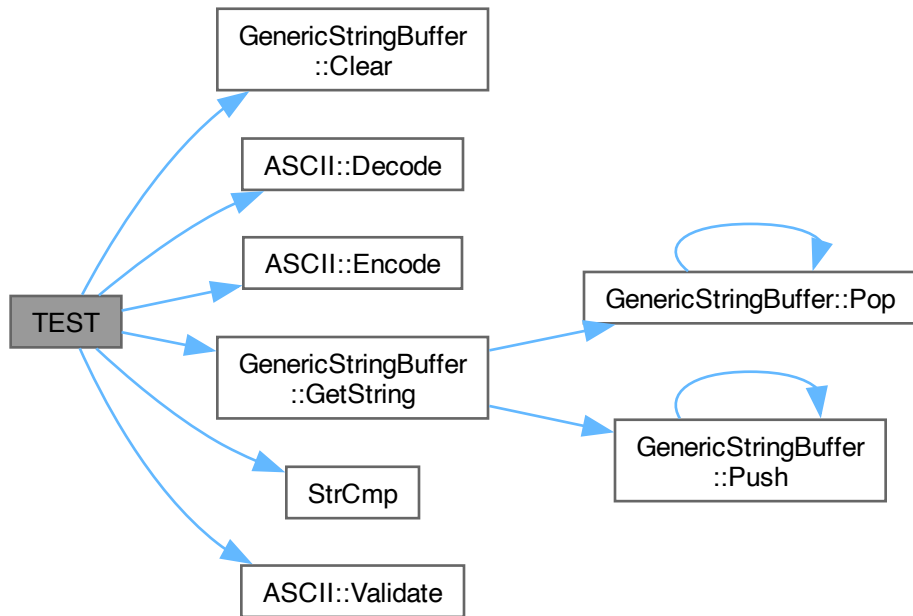 GenericStringBuffer
::Clear
ASCII::Decode
ASCII::Encode
GenericStringBuffer::Pop
TEST
GenericStringBuffer
::GetString
GenericStringBuffer
::Push
StrCmp
ASCII::Validate